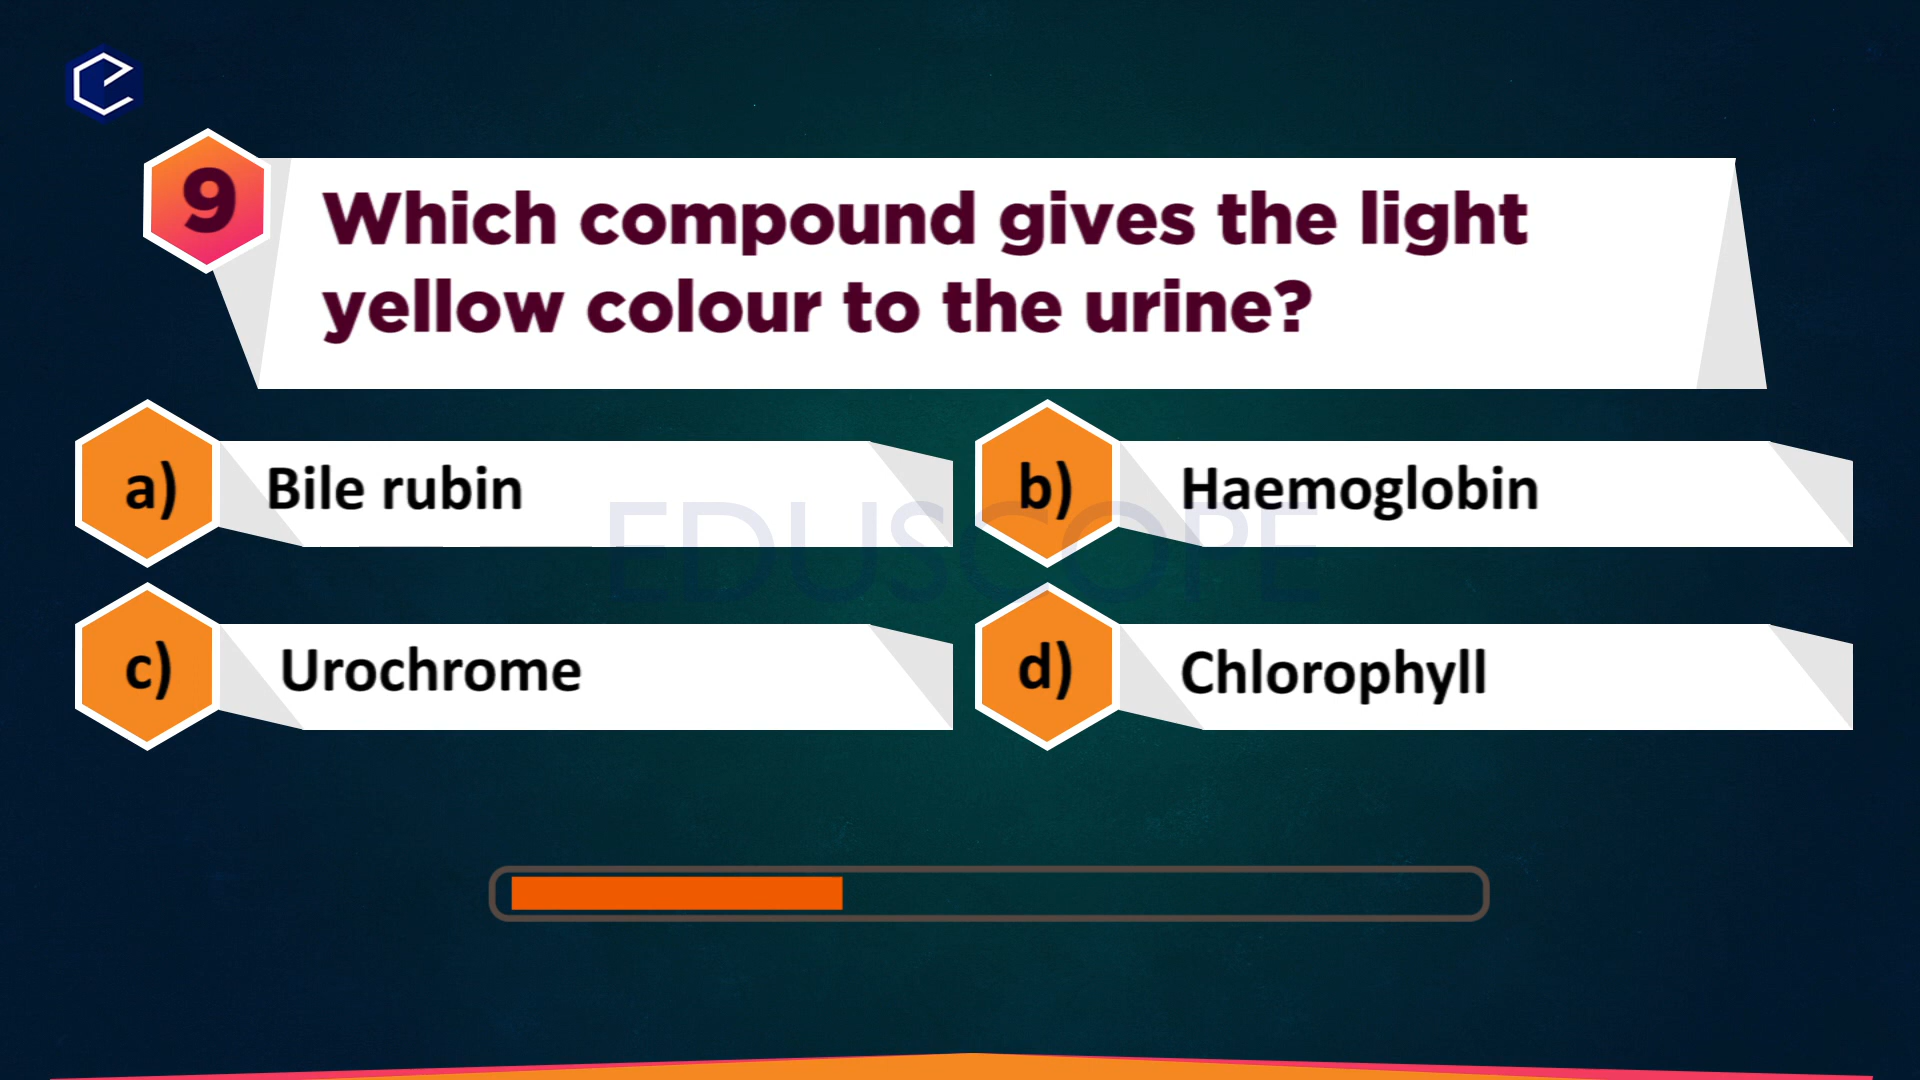 9
Which compound gives the light
yellow colour to the urine?
a) Bile rubin
b) Haemoglobin
c) Urochrome
d) Chlorophyll
EDUSCOPE